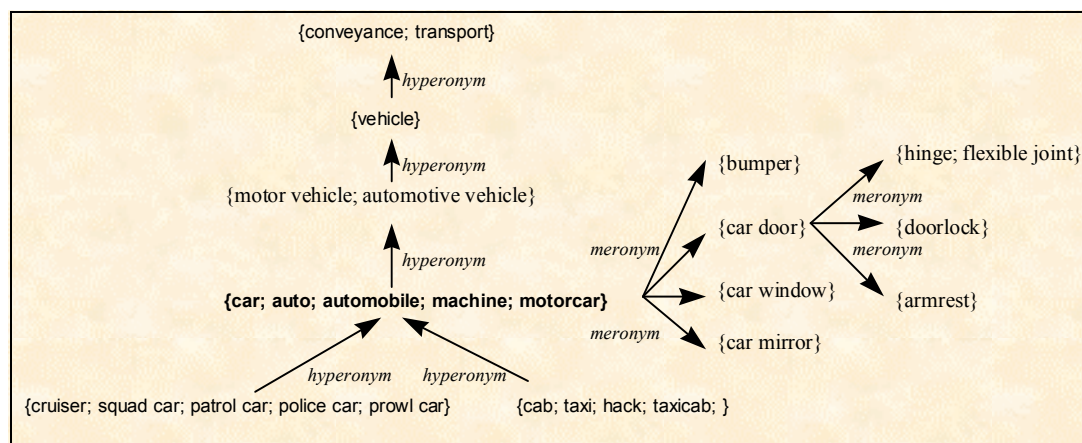 {conveyance; transport}
hyperonym
{vehicle}
hyperonym
{motor vehicle; automotive vehicle}
hyperonym
{car; auto; automobile; machine; motorcar}
hyperonym
hyperonym
{cruiser; squad car; patrol car; police car; prowl car}
{cab; taxi; hack; taxicab; }
meronym
meronym
{bumper}
{car door}
{car window}
{car mirror}
meronym
meronym
{hinge; flexible joint}
{doorlock}
{armrest}